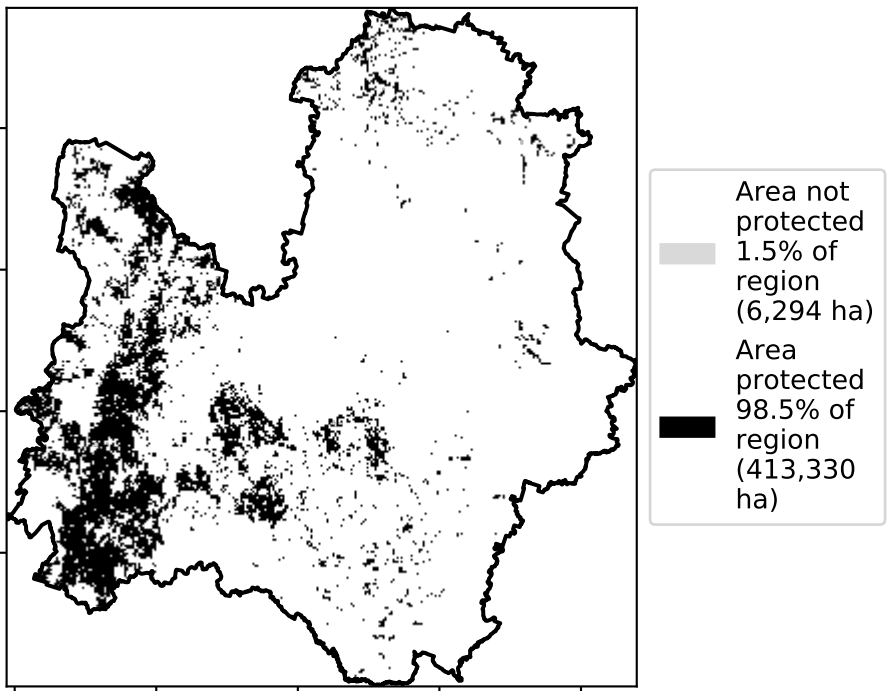 Area not
protected
1.5% of
region
(6,294 ha)
Area
protected
98.5% of
region
(413,330
ha)